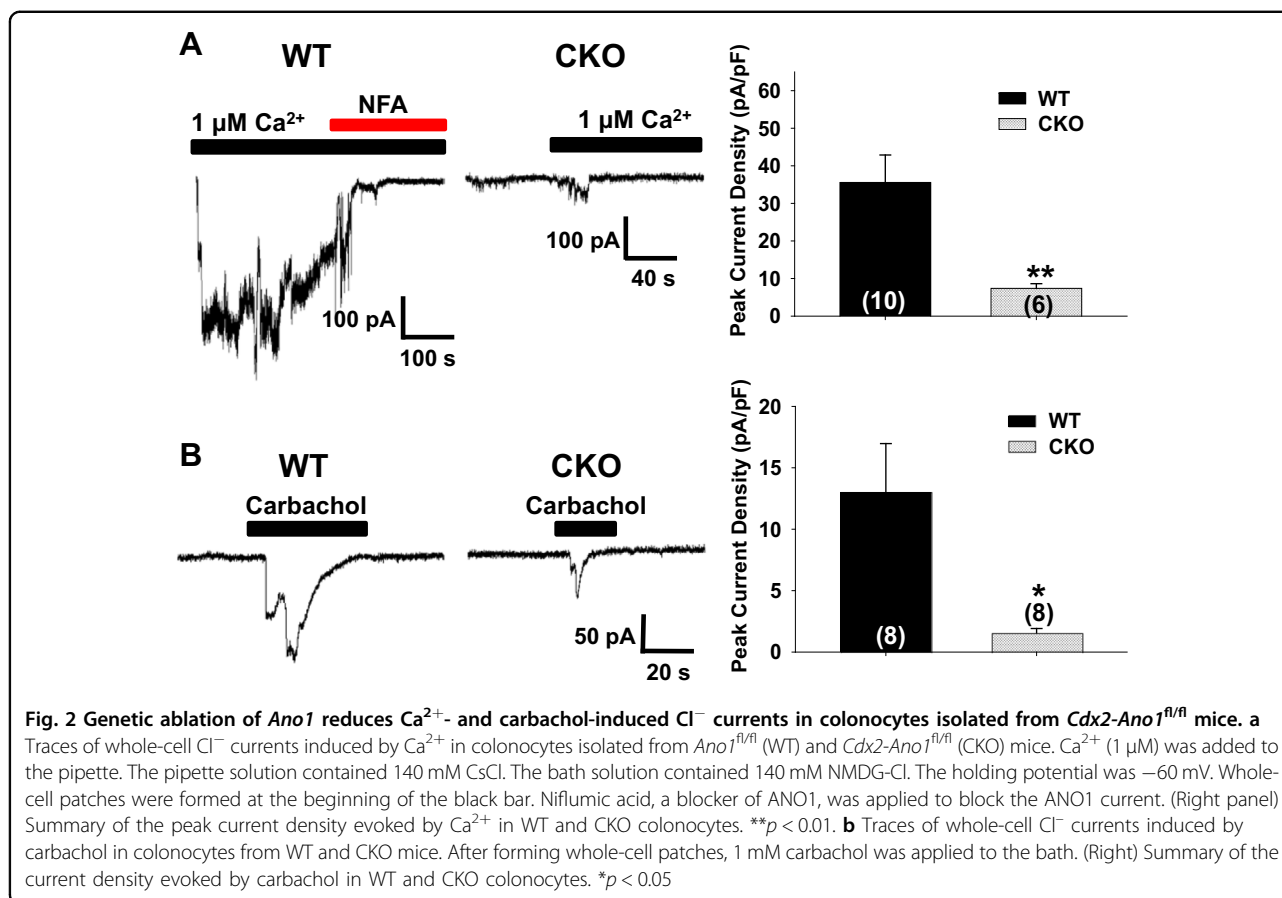 A
WT
CKO
NFA
1 μM Ca²⁺
1 μM Ca²⁺
100 pA
100 s
100 pA
40 s
Peak Current Density (pA/pF)
60
50
40
30
20
10
0
WT
CKO
(10)
**
(6)
B
WT
CKO
Carbachol
Carbachol
50 pA
20 s
Peak Current Density (pA/pF)
20
15
10
5
0
WT
CKO
(8)
*
(8)
Fig. 2 Genetic ablation of Ano1 reduces Ca²⁺- and carbachol-induced Cl⁻ currents in colonocytes isolated from Cdx2-Ano1ᶠˡ/ᶠˡ mice. a
Traces of whole-cell Cl⁻ currents induced by Ca²⁺ in colonocytes isolated from Ano1ᶠˡ/ᶠˡ (WT) and Cdx2-Ano1ᶠˡ/ᶠˡ (CKO) mice. Ca²⁺ (1 μM) was added to
the pipette. The pipette solution contained 140 mM CsCl. The bath solution contained 140 mM NMDG-Cl. The holding potential was −60 mV. Whole-
cell patches were formed at the beginning of the black bar. Niflumic acid, a blocker of ANO1, was applied to block the ANO1 current. (Right panel)
Summary of the peak current density evoked by Ca²⁺ in WT and CKO colonocytes. **p < 0.01. b Traces of whole-cell Cl⁻ currents induced by
carbachol in colonocytes from WT and CKO mice. After forming whole-cell patches, 1 mM carbachol was applied to the bath. (Right) Summary of the
current density evoked by carbachol in WT and CKO colonocytes. *p < 0.05